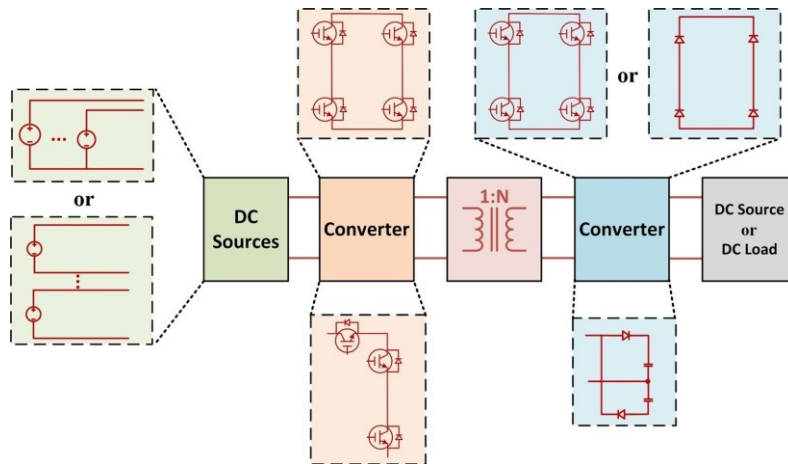 or
or
DC
Sources
Converter
1:N
Converter
DC Source
or
DC Load